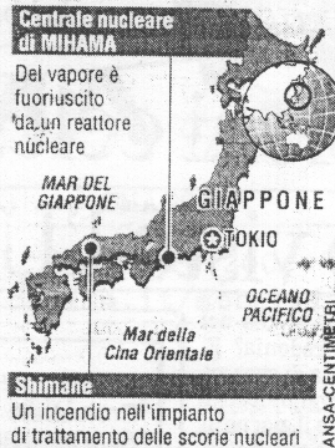 Centrale nucleare
di MIHAMA
Del vapore è
fuoriuscito
da un reattore
nucleare
MAR DEL
GIAPPONE
GIAPPONE
TOKIO
OCEANO
PACIFICO
Mar della
Cina Orientale
Shimane
Un incendio nell'impianto
di trattamento delle scorie nucleari
ANSA-CENTIMETRI